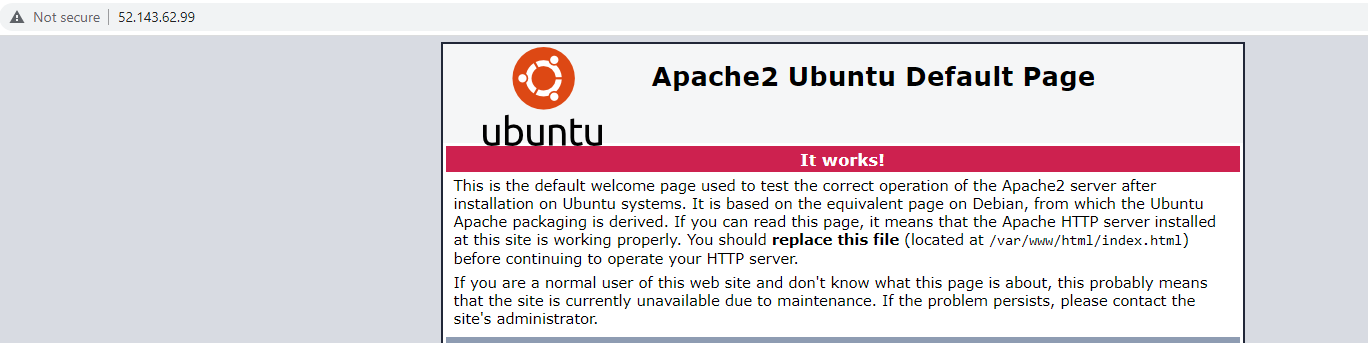 Not secure | 52.143.62.99
Apache2 Ubuntu Default Page
ubuntu
It works!
This is the default welcome page used to test the correct operation of the Apache2 server after
installation on Ubuntu systems. It is based on the equivalent page on Debian, from which the Ubuntu
Apache packaging is derived. If you can read this page, it means that the Apache HTTP server installed
at this site is working properly. You should replace this file (located at /var/www/html/index.html)
before continuing to operate your HTTP server.
If you are a normal user of this web site and don't know what this page is about, this probably means
that the site is currently unavailable due to maintenance. If the problem persists, please contact the
site's administrator.